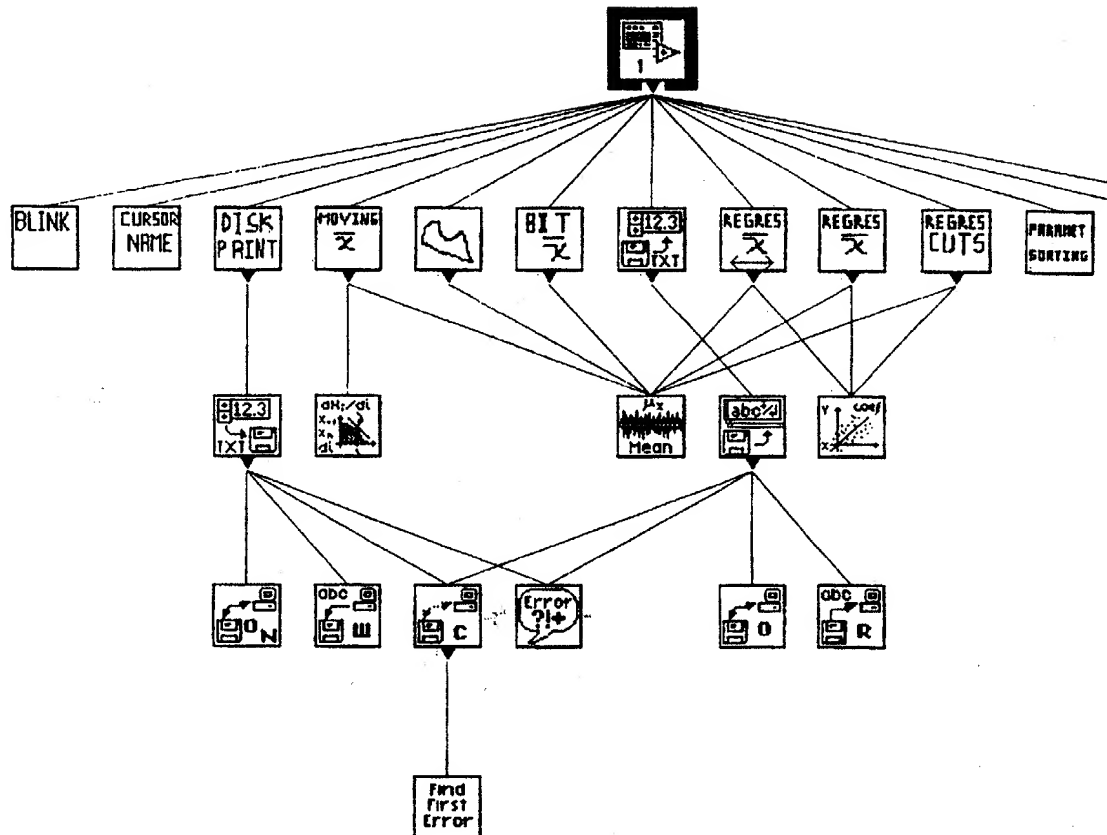 1
BLINK
CURSOR
NAME
DISK
PRINT
MOVING
x
BIT
x
12.3
TXT
REGRES
x
REGRES
x
REGRES
CUTS
PARAMET
SORTING
12.3
TXT
dH;/di
di
μx
Mean
Y
coef
X
O
N
abc
W
C
Error
?!+
O
abc
R
Find
First
Error